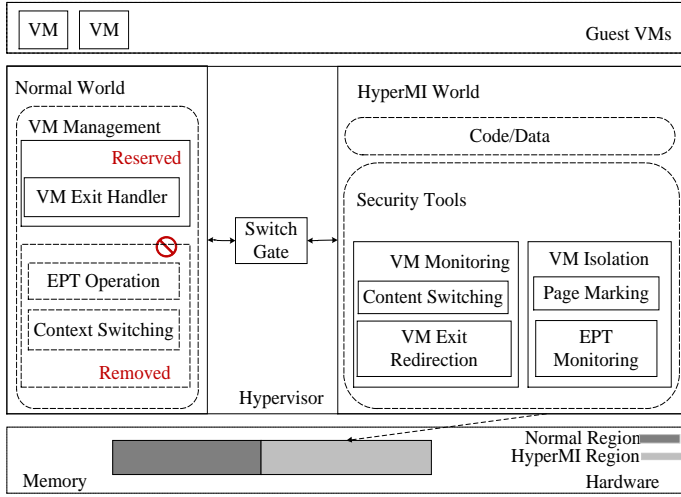 VM VM
Guest VMs
Normal World
VM Management
Reserved
VM Exit Handler
EPT Operation
Context Switching
Removed
Switch
Gate
Hypervisor
HyperMI World
Code/Data
Security Tools
VM Monitoring
Content Switching
VM Exit
Redirection
VM Isolation
Page Marking
EPT
Monitoring
Normal Region
HyperMI Region
Memory
Hardware